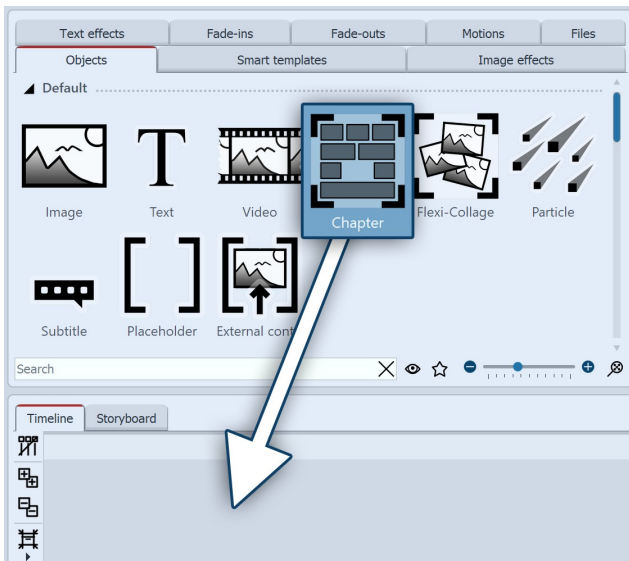 Text effects
Fade-ins
Fade-outs
Motions
Files
Objects
Smart templates
Image effects
Default
Image
Text
Video
Chapter
Flexi-Collage
Particle
Subtitle
Placeholder
External cont
Search
Timeline
Storyboard